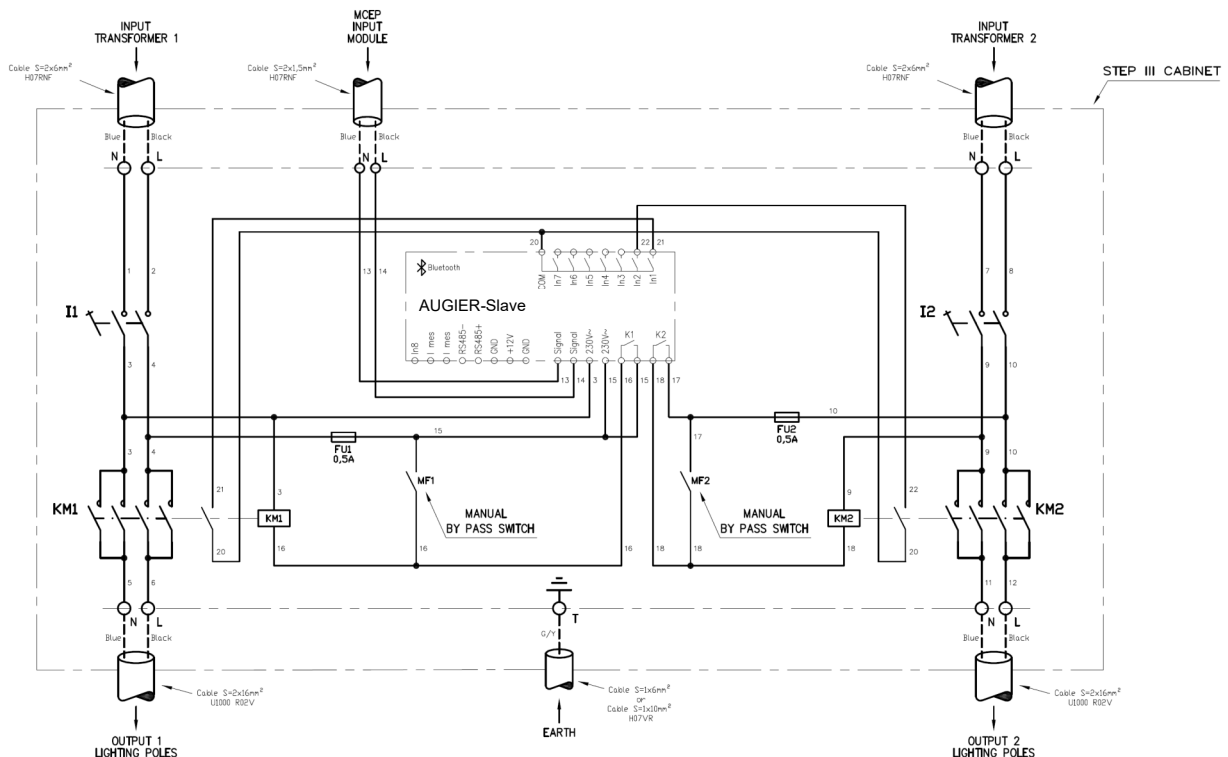 INPUT
TRANSFORMER 1
MCEP
INPUT
MODULE
INPUT
TRANSFORMER 2
Cable S=2x6mm²
H07RNF
Cable S=2x1,5mm²
H07RNF
Cable S=2x6mm²
H07RNF
STEP III CABINET
Blue
Black
Blue
Black
Blue
Black
N
L
N
L
N
L
20
22
21
1
2
13
14
7
8
Bluetooth
COM
In7
In6
In5
In4
In3
In2
In1
AUGIER-Slave
I1
I2
In8
I mes
I mes
RS485-
RS485+
GND
+12V
GND
Signal
Signal
230V~
230V~
K1
K2
3
4
13
14
3
15
16
15
18
17
9
10
FU1
0,5A
15
FU2
0,5A
10
17
3
4
9
10
KM1
21
3
KM1
MF1
MANUAL
BY PASS SWITCH
MF2
MANUAL
BY PASS SWITCH
9
KM2
22
KM2
20
16
16
16
18
18
18
20
5
6
11
12
N
L
T
N
L
Blue
Black
G/Y
Blue
Black
Cable S=2x16mm²
U1000 R02V
Cable S=1x6mm²
or
Cable S=1x10mm²
H07VR
Cable S=2x16mm²
U1000 R02V
OUTPUT 1
LIGHTING POLES
EARTH
OUTPUT 2
LIGHTING POLES